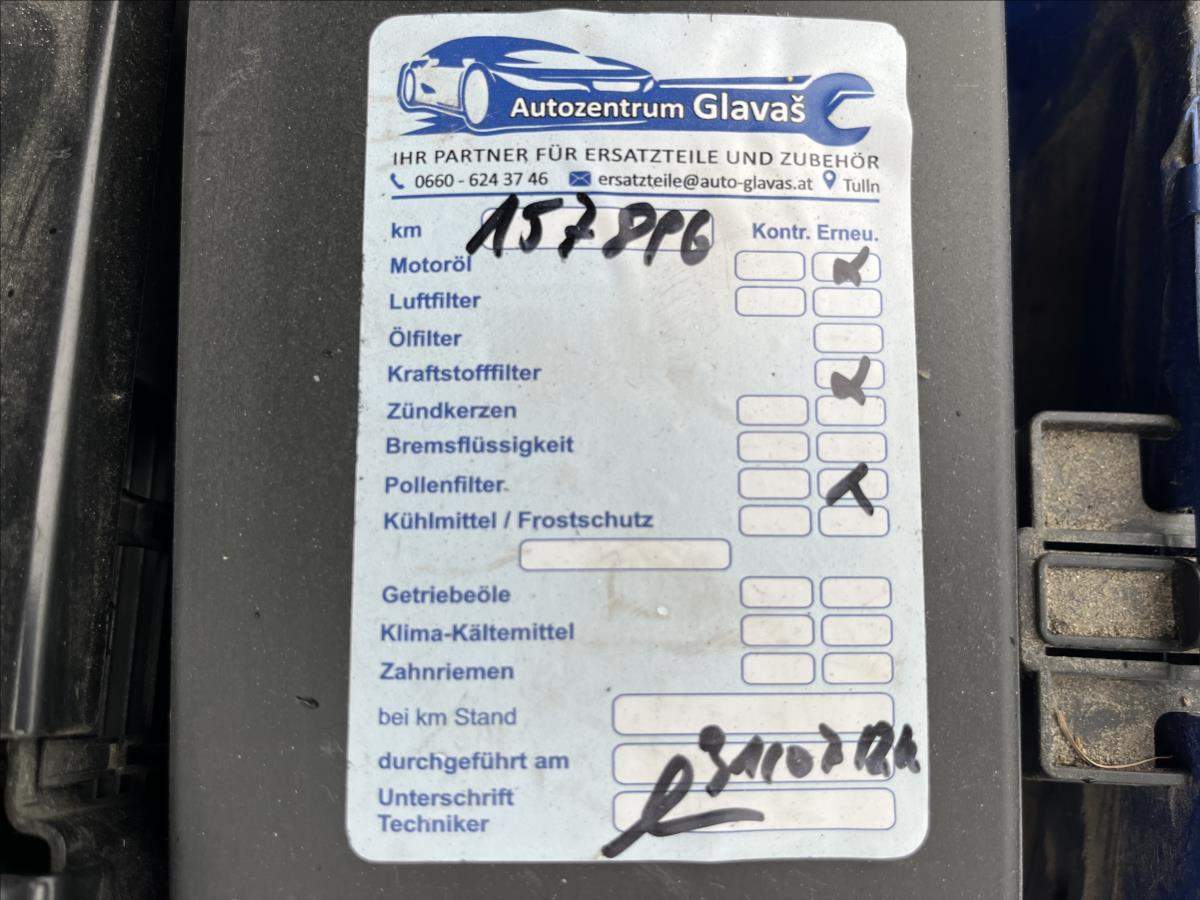 Autozentrum Glavaš
IHR PARTNER FÜR ERSATZTEILE UND ZUBEHÖR
0660 - 624 37 46 ersatzteile@auto-glavas.at Tulln
km Kontr. Erneu.
Motoröl x
Luftfilter
Ölfilter
Kraftstofffilter x
Zündkerzen
Bremsflüssigkeit
Pollenfilter
Kühlmittel / Frostschutz
Getriebeöle
Klima-Kältemittel
Zahnriemen
bei km Stand
durchgeführt am
Unterschrift
Techniker